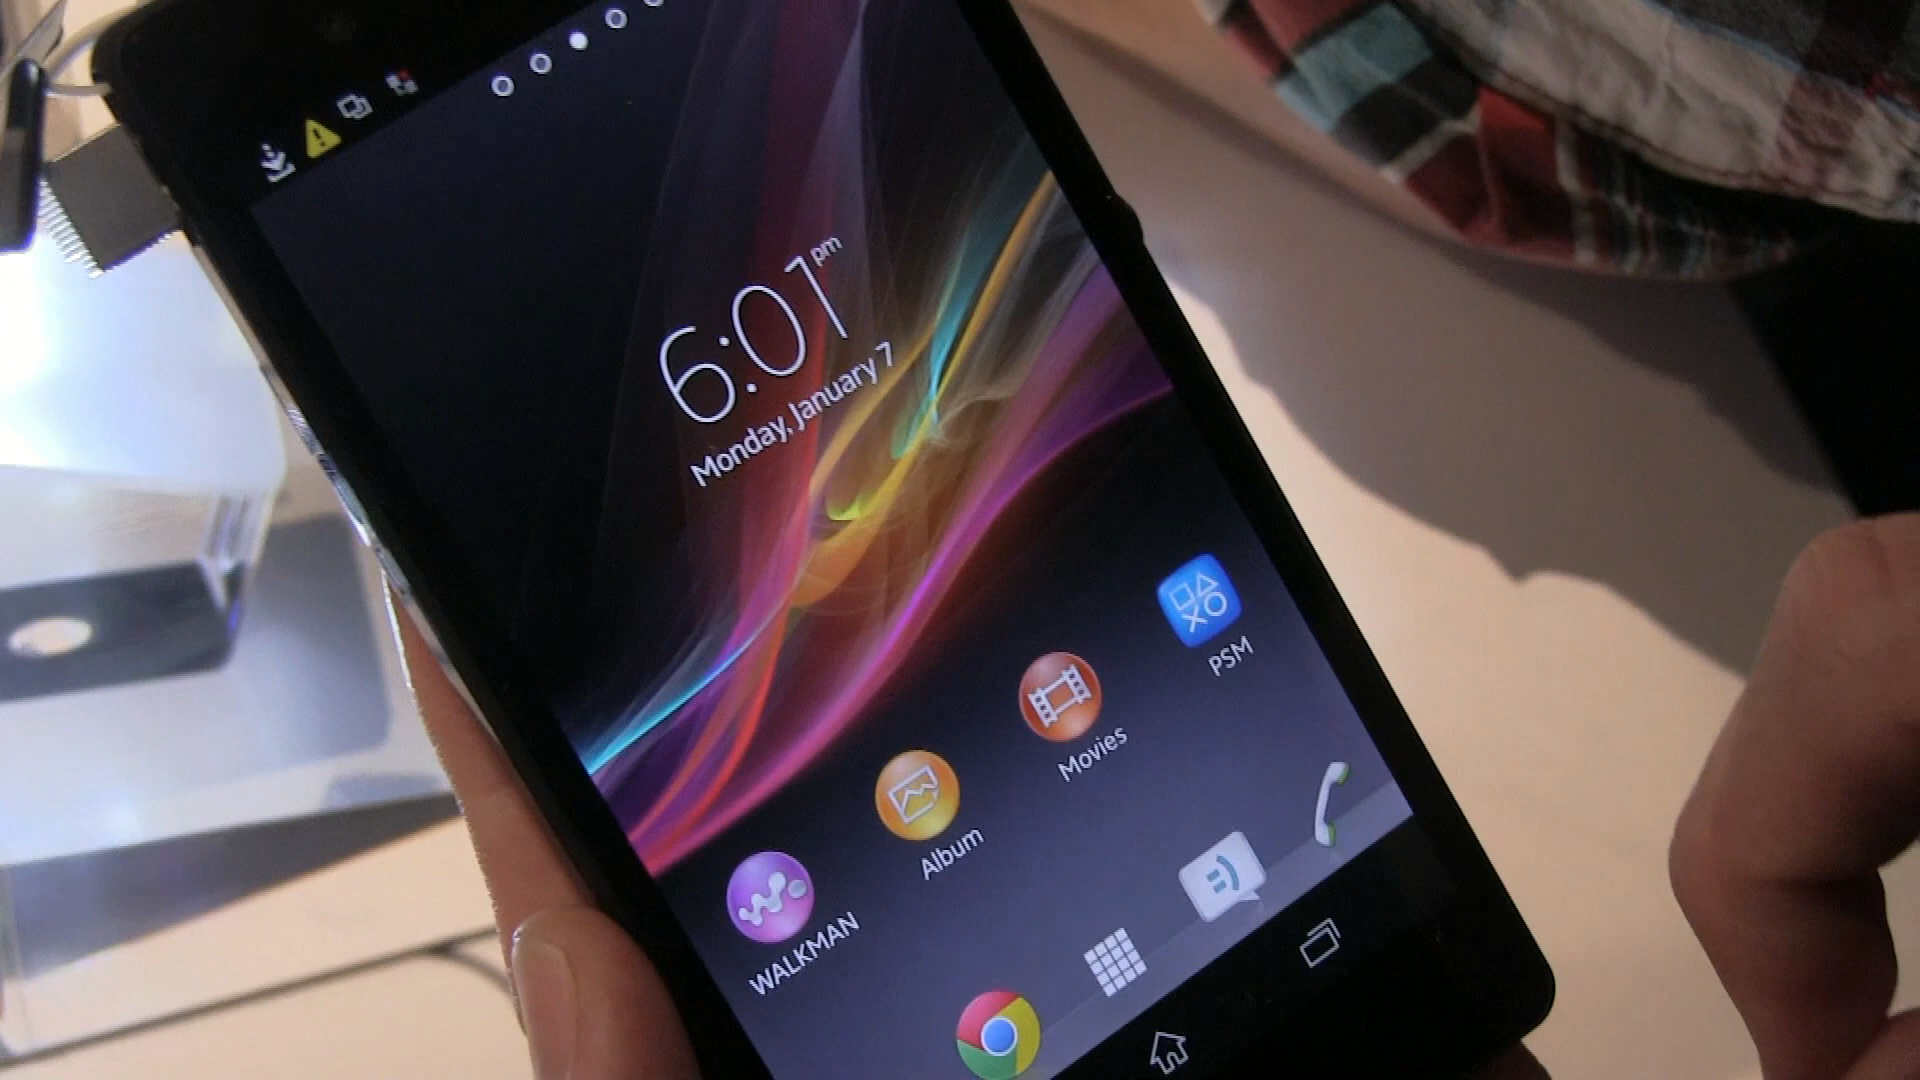 6:01 pm
Monday, January 7
PSM
Movies
Album
WALKMAN